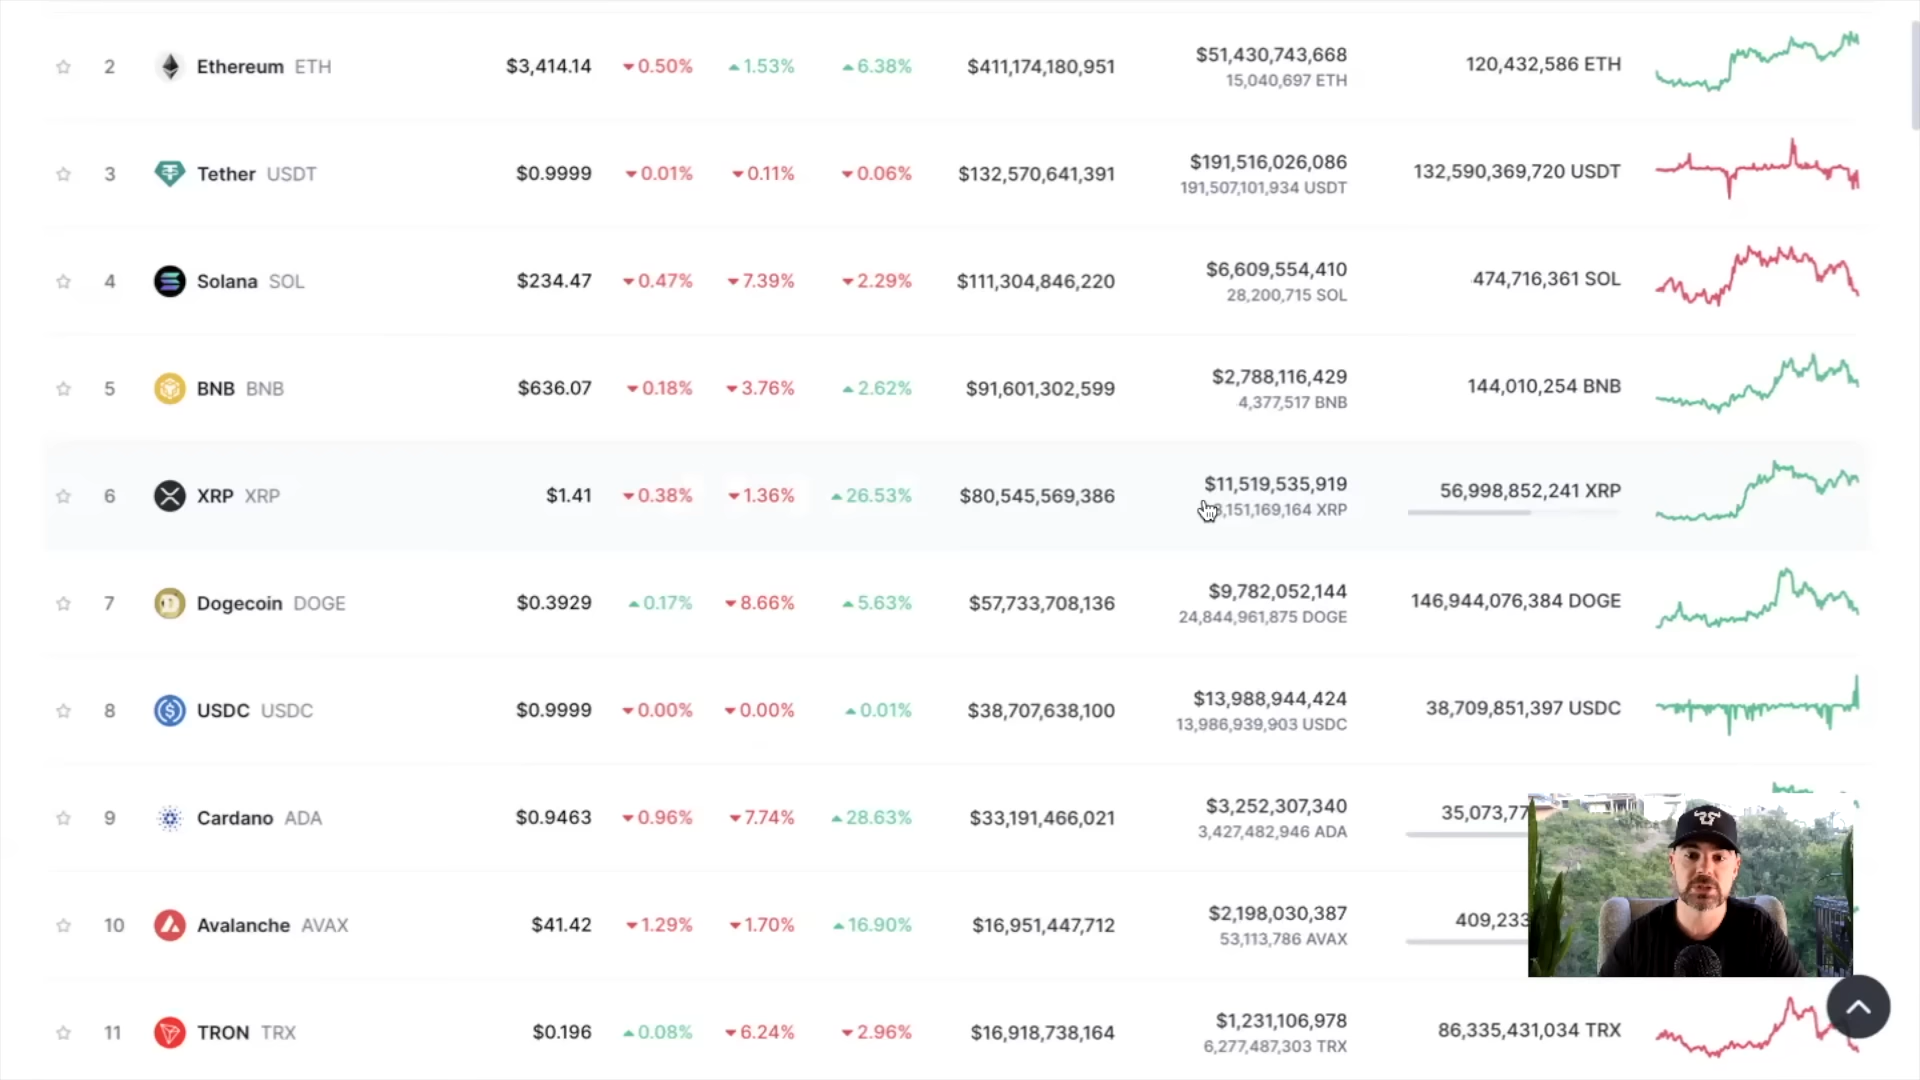 2 Ethereum ETH $3,414.14 0.50% 1.53% 6.38% $411,174,180,951 $51,430,743,668 120,432,586 ETH
15,040,697 ETH
3 Tether USDT $0.9999 0.01% 0.11% 0.06% $132,570,641,391 $191,516,026,086 132,590,369,720 USDT
191,507,101,934 USDT
4 Solana SOL $234.47 0.47% 7.39% 2.29% $111,304,846,220 $6,609,554,410 474,716,361 SOL
28,200,715 SOL
5 BNB BNB $636.07 0.18% 3.76% 2.62% $91,601,302,599 $2,788,116,429 144,010,254 BNB
4,377,517 BNB
6 XRP XRP $1.41 0.38% 1.36% 26.53% $80,545,569,386 $11,519,535,919 56,998,852,241 XRP
,151,169,164 XRP
7 Dogecoin DOGE $0.3929 0.17% 8.66% 5.63% $57,733,708,136 $9,782,052,144 146,944,076,384 DOGE
24,844,961,875 DOGE
8 USDC USDC $0.9999 0.00% 0.00% 0.01% $38,707,638,100 $13,988,944,424 38,709,851,397 USDC
13,986,939,903 USDC
9 Cardano ADA $0.9463 0.96% 7.74% 28.63% $33,191,466,021 $3,252,307,340 35,073,77
3,427,482,946 ADA
10 Avalanche AVAX $41.42 1.29% 1.70% 16.90% $16,951,447,712 $2,198,030,387 409,233
53,113,786 AVAX
11 TRON TRX $0.196 0.08% 6.24% 2.96% $16,918,738,164 $1,231,106,978 86,335,431,034 TRX
6,277,487,303 TRX